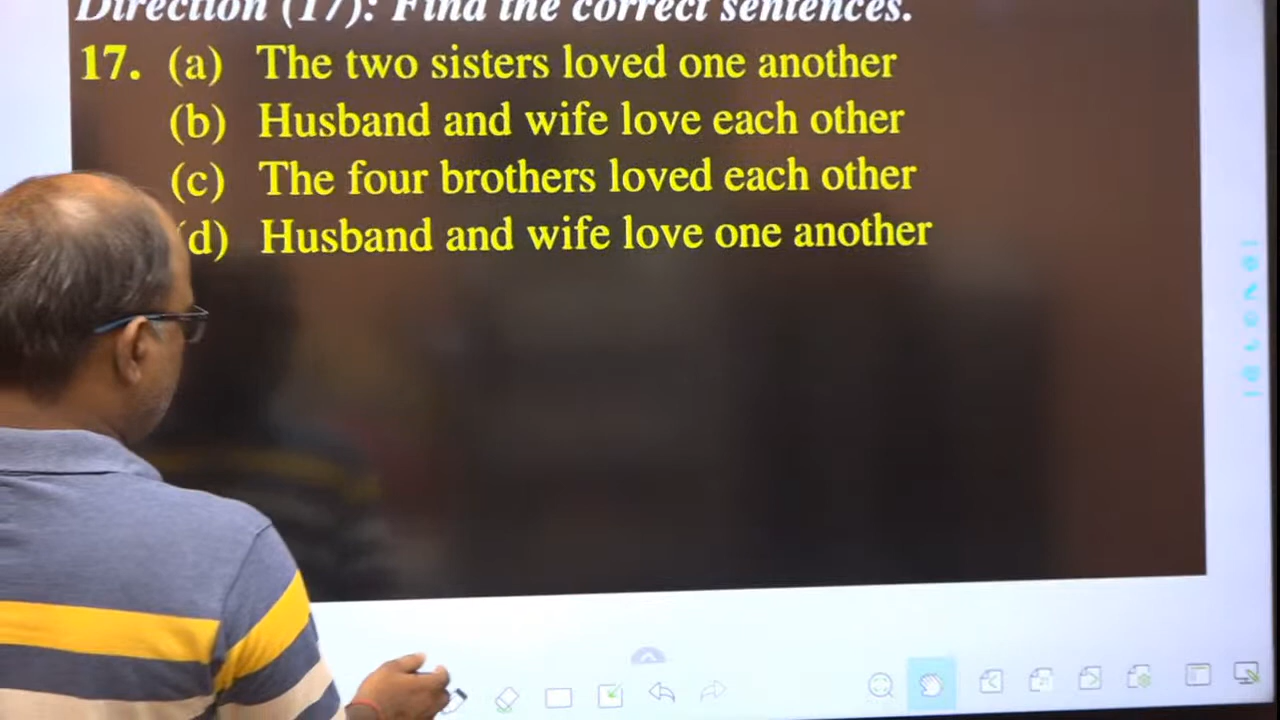 Direction (17): Find the correct sentences.
17. (a) The two sisters loved one another
(b) Husband and wife love each other
(c) The four brothers loved each other
(d) Husband and wife love one another